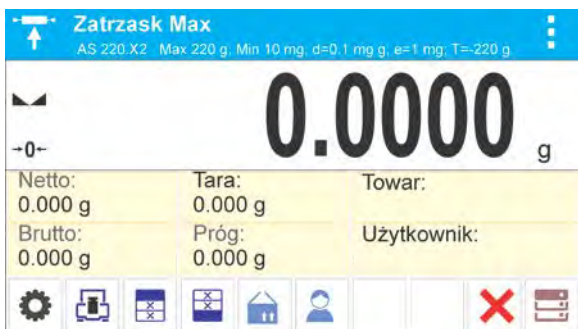 Zatrzask Max
AS 220.X2 Max 220 g; Min 10 mg; d=0.1 mg g; e=1 mg; T=-220 g
→0←
0.0000 g
Netto: Tara: Towar:
0.000 g 0.000 g
Brutto: Próg: Użytkownik:
0.000 g 0.000 g